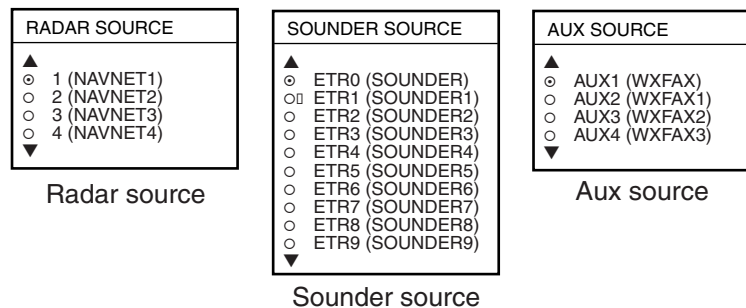 RADAR SOURCE
▲
⊙ 1 (NAVNET1)
○ 2 (NAVNET2)
○ 3 (NAVNET3)
○ 4 (NAVNET4)
▼
Radar source
SOUNDER SOURCE
▲
⊙ ETR0 (SOUNDER)
○▯ ETR1 (SOUNDER1)
○ ETR2 (SOUNDER2)
○ ETR3 (SOUNDER3)
○ ETR4 (SOUNDER4)
○ ETR5 (SOUNDER5)
○ ETR6 (SOUNDER6)
○ ETR7 (SOUNDER7)
○ ETR8 (SOUNDER8)
○ ETR9 (SOUNDER9)
▼
Sounder source
AUX SOURCE
▲
⊙ AUX1 (WXFAX)
○ AUX2 (WXFAX1)
○ AUX3 (WXFAX2)
○ AUX4 (WXFAX3)
▼
Aux source